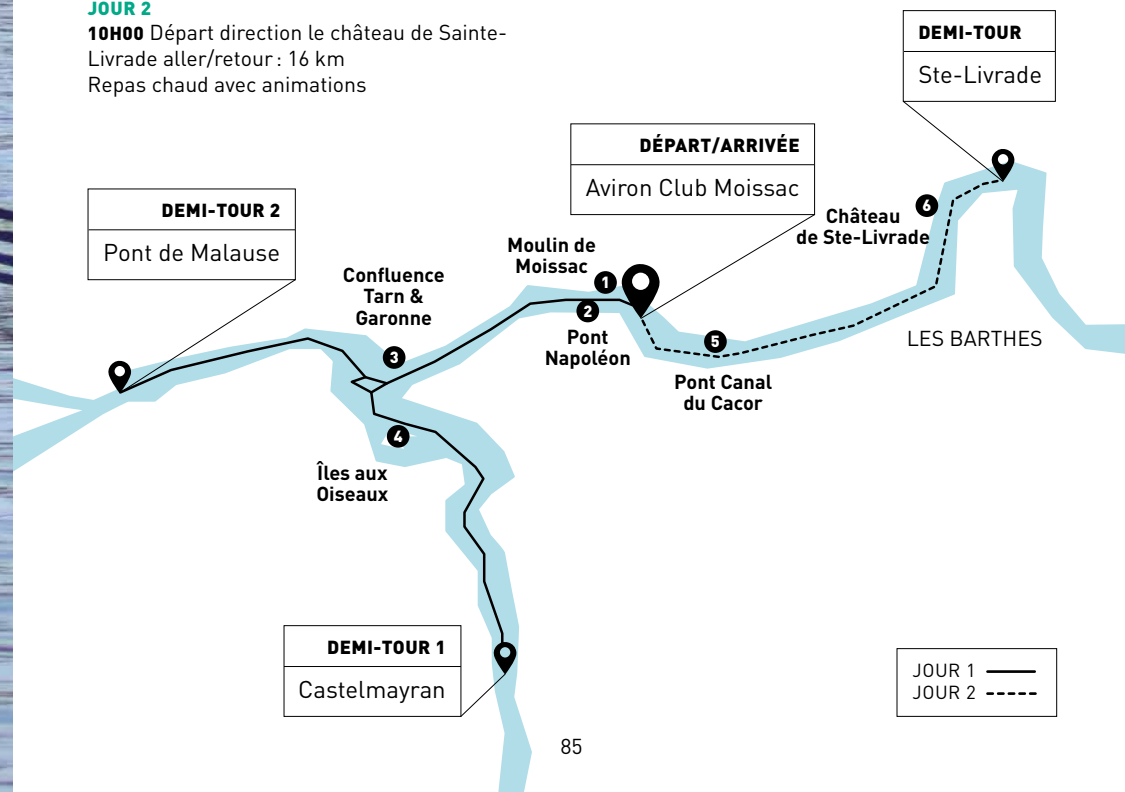 JOUR 2
10H00 Départ direction le château de Sainte-
Livrade aller/retour : 16 km
Repas chaud avec animations
DEMI-TOUR
Ste-Livrade
DÉPART/ARRIVÉE
Aviron Club Moissac
DEMI-TOUR 2
Pont de Malause
6
Château
de Ste-Livrade
Moulin de
Moissac
1
2
Pont
Napoléon
Confluence
Tarn &
Garonne
3
5
Pont Canal
du Cacor
LES BARTHES
4
Îles aux
Oiseaux
DEMI-TOUR 1
Castelmayran
JOUR 1
JOUR 2
85